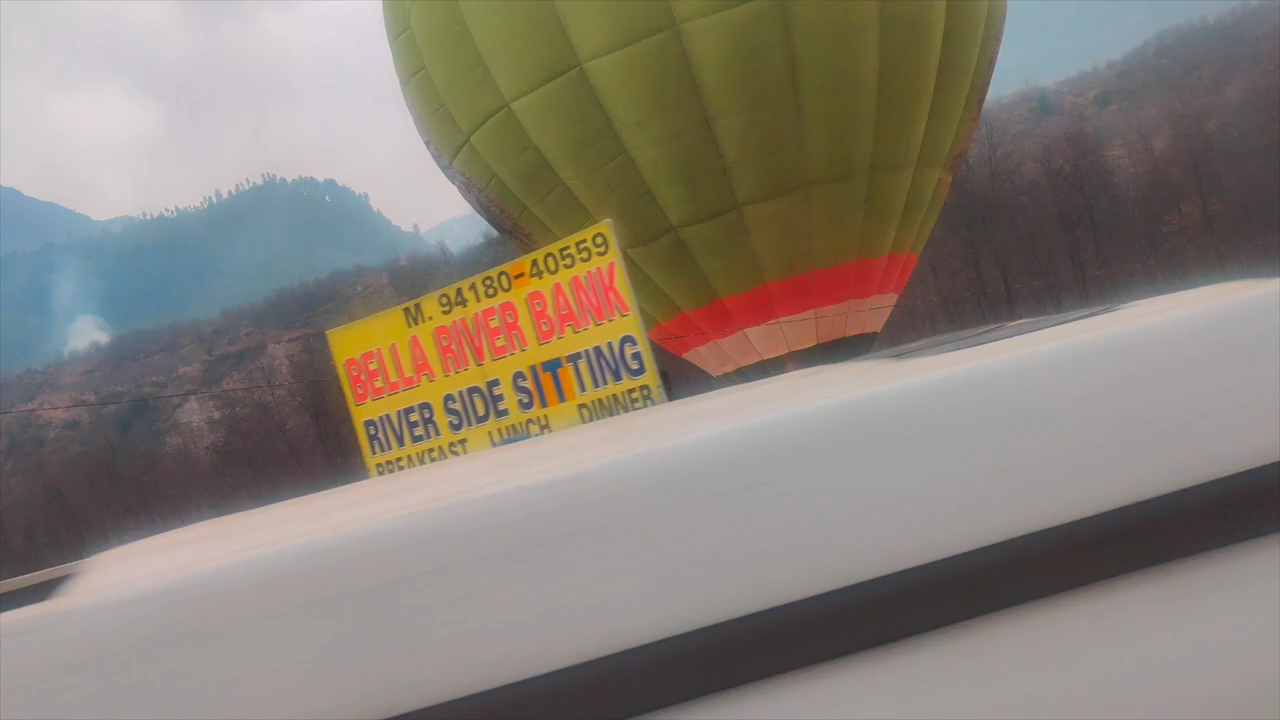 M. 94180-40559
BELLA RIVER BANK
RIVER SIDE SITTING
BREAKFAST LUNCH DINNER